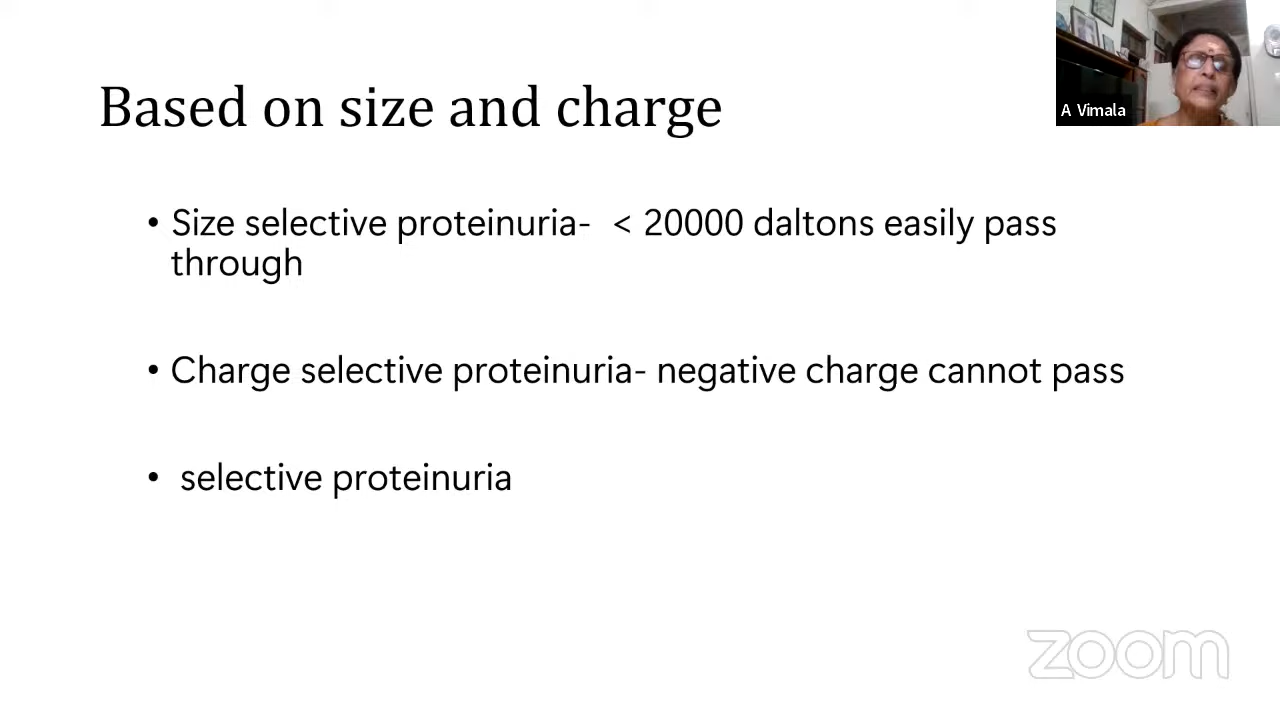 Based on size and charge
A Vimala
• Size selective proteinuria- < 20000 daltons easily pass
through
• Charge selective proteinuria- negative charge cannot pass
• selective proteinuria
zoom